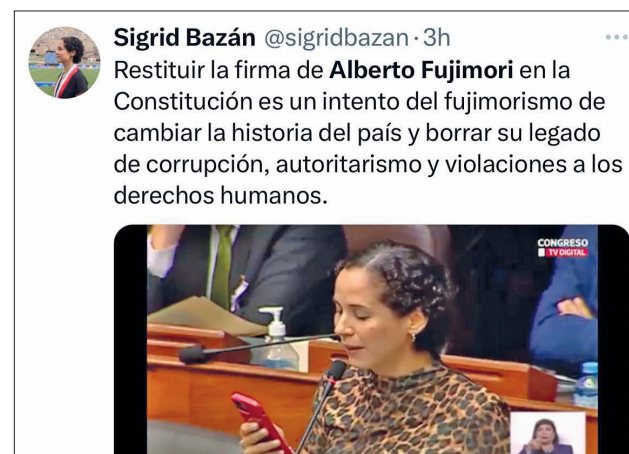 Sigrid Bazán @sigridbazan · 3h
Restituir la firma de Alberto Fujimori en la
Constitución es un intento del fujimorismo de
cambiar la historia del país y borrar su legado
de corrupción, autoritarismo y violaciones a los
derechos humanos.
CONGRESO
TV DIGITAL